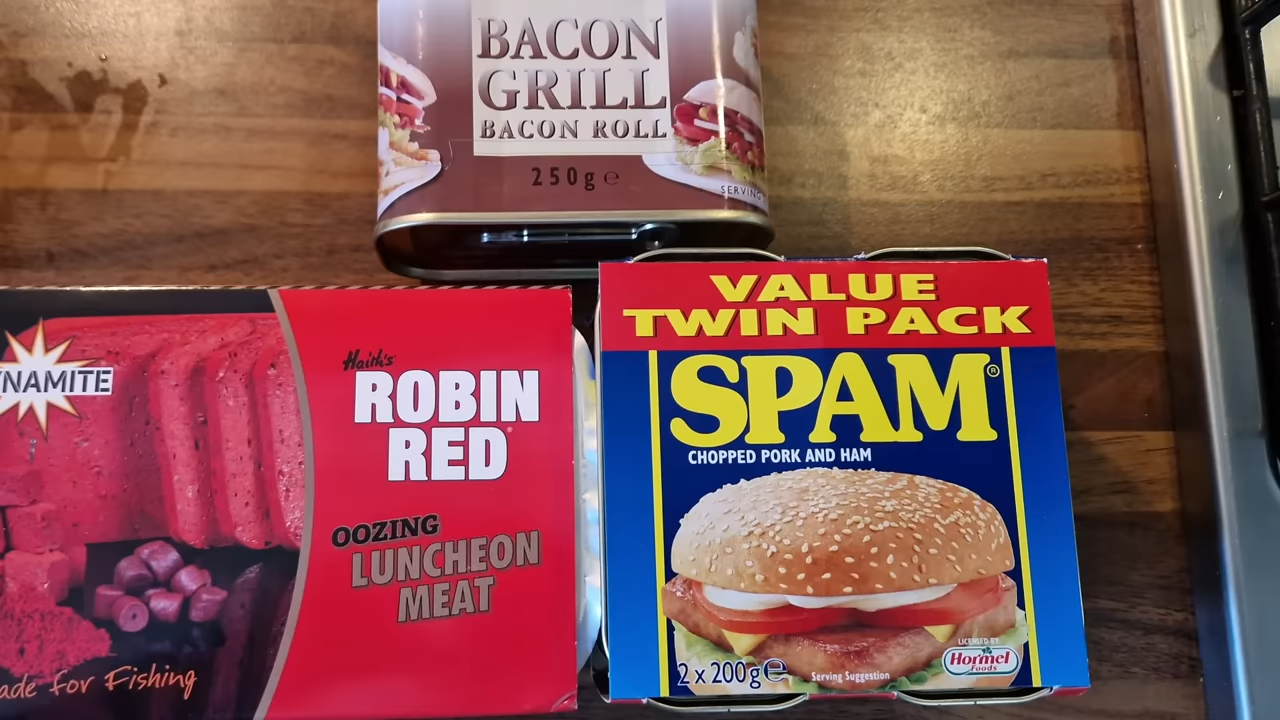 BACON
GRILL
BACON ROLL
250g e
SERVING
VALUE
TWIN PACK
SPAM®
CHOPPED PORK AND HAM
LICENSED BY
Hormel
Foods
2 x 200g e
Serving Suggestion
NAMITE
Haith's
ROBIN
RED
OOZING
LUNCHEON
MEAT
ade for Fishing